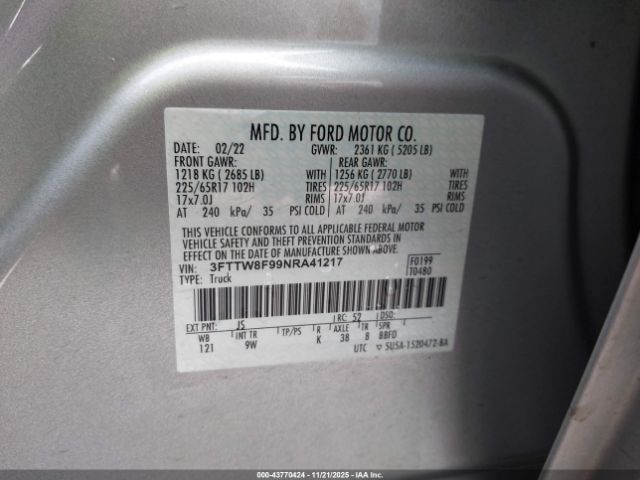 MFD. BY FORD MOTOR CO.
DATE: 02/22 GVWR: 2361 KG ( 5205 LB)
FRONT GAWR: REAR GAWR:
1218 KG ( 2685 LB) WITH 1256 KG ( 2770 LB) WITH
225/65R17 102H TIRES 225/65R17 102H TIRES
17x7.0J RIMS 17x7.0J RIMS
AT 240 kPa/ 35 PSI COLD AT 240 kPa/ 35 PSI COLD
THIS VEHICLE CONFORMS TO ALL APPLICABLE FEDERAL MOTOR
VEHICLE SAFETY AND THEFT PREVENTION STANDARDS IN
EFFECT ON THE DATE OF MANUFACTURE SHOWN ABOVE.
VIN: 3FTTW8F99NRA41217 F0199
TYPE: Truck T0480
EXT PNT: JS RC: 52 DSO:
WB INT TR TP/PS R AXLE TR SPR
121 9W K 3B 8 BBFD
UTC ▽ 5U5A-1520472-BA
© 43770424 - 11/21/2025 - IAAI, Inc.